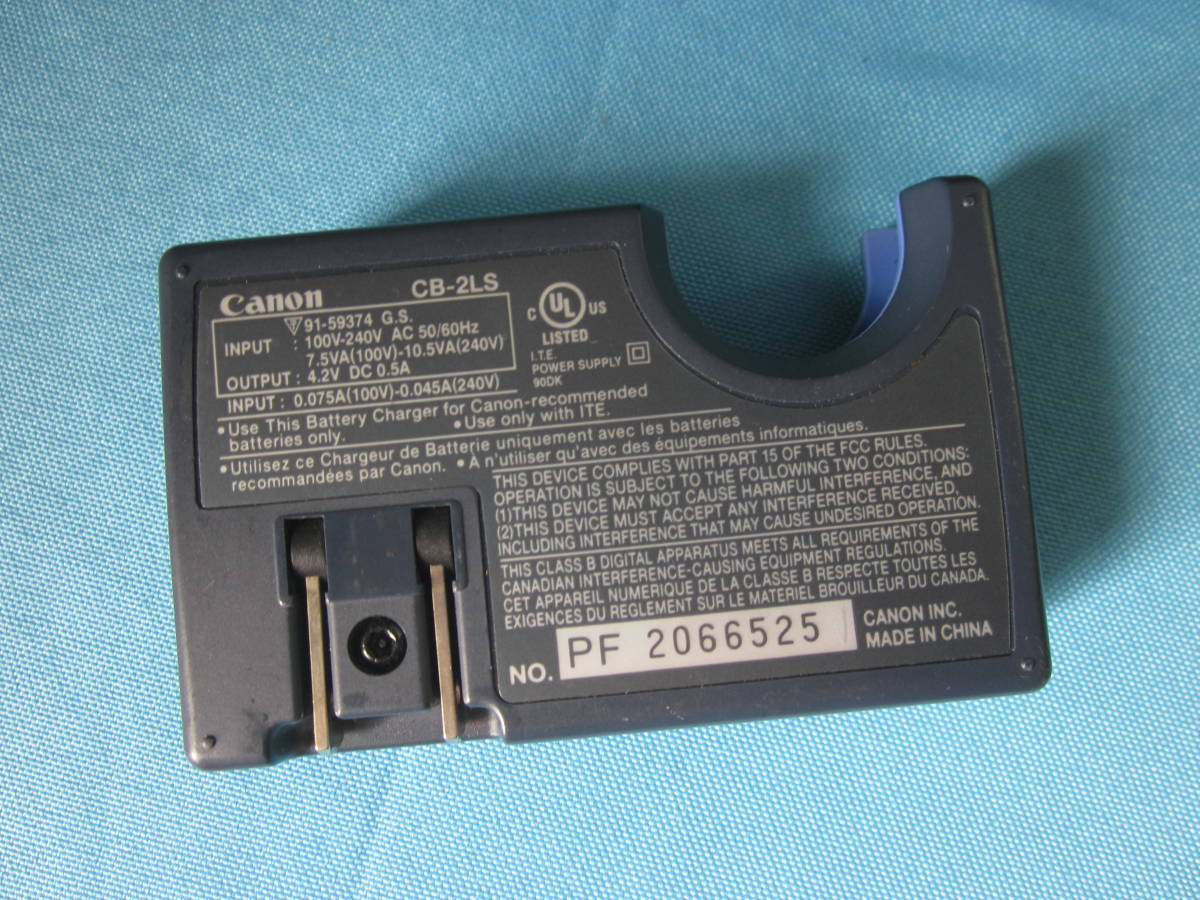 Canon CB-2LS
91-59374 G.S.
INPUT : 100V-240V AC 50/60Hz
7.5VA(100V)-10.5VA(240V)
OUTPUT : 4.2V DC 0.5A
INPUT : 0.075A(100V)-0.045A(240V)
C UL US
LISTED
I.T.E.
POWER SUPPLY
90DK
•Use This Battery Charger for Canon-recommended
batteries only. •Use only with ITE.
•Utilisez ce Chargeur de Batterie uniquement avec les batteries
recommandées par Canon. •À n'utiliser qu'avec des équipements informatiques.
THIS DEVICE COMPLIES WITH PART 15 OF THE FCC RULES.
OPERATION IS SUBJECT TO THE FOLLOWING TWO CONDITIONS:
(1)THIS DEVICE MAY NOT CAUSE HARMFUL INTERFERENCE, AND
(2)THIS DEVICE MUST ACCEPT ANY INTERFERENCE RECEIVED,
INCLUDING INTERFERENCE THAT MAY CAUSE UNDESIRED OPERATION.
THIS CLASS B DIGITAL APPARATUS MEETS ALL REQUIREMENTS OF THE
CANADIAN INTERFERENCE-CAUSING EQUIPMENT REGULATIONS.
CET APPAREIL NUMERIQUE DE LA CLASSE B RESPECTE TOUTES LES
EXIGENCES DU REGLEMENT SUR LE MATERIEL BROUILLEUR DU CANADA.
NO. PF 2066525
CANON INC.
MADE IN CHINA